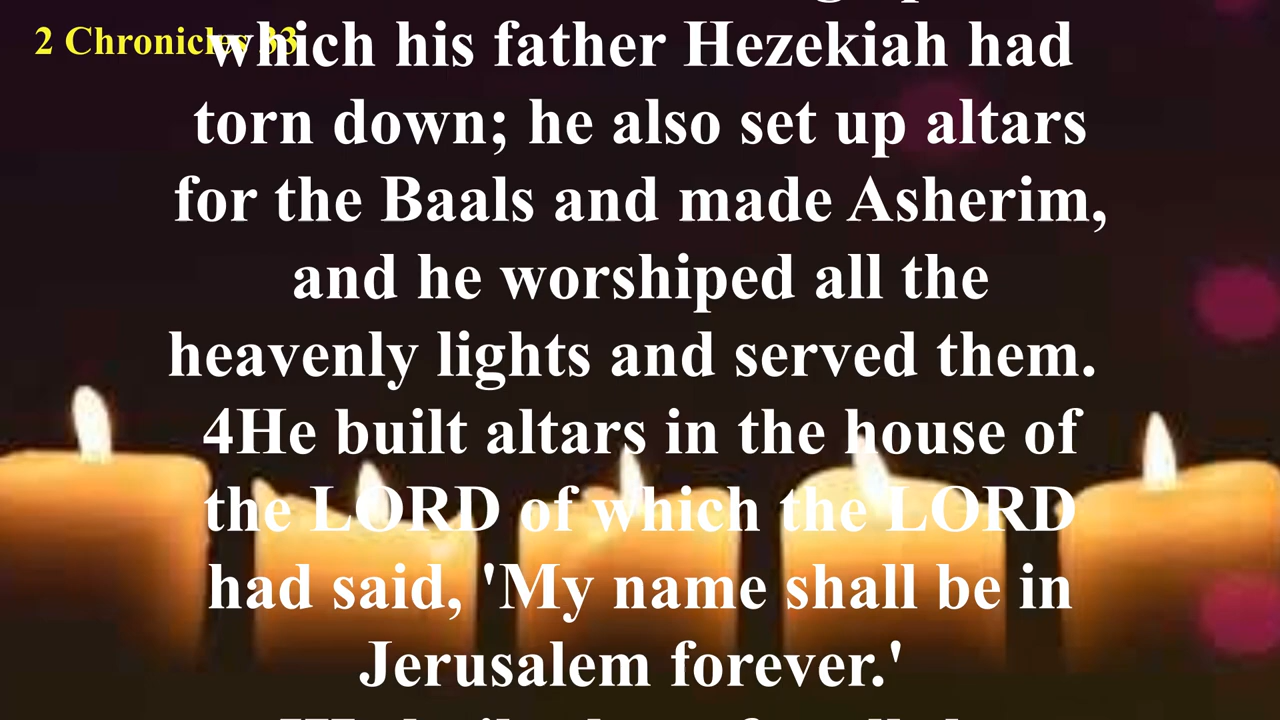 2 Chronicles 33
which his father Hezekiah had
torn down; he also set up altars
for the Baals and made Asherim,
and he worshiped all the
heavenly lights and served them.
4He built altars in the house of
the LORD of which the LORD
had said, 'My name shall be in
Jerusalem forever.'